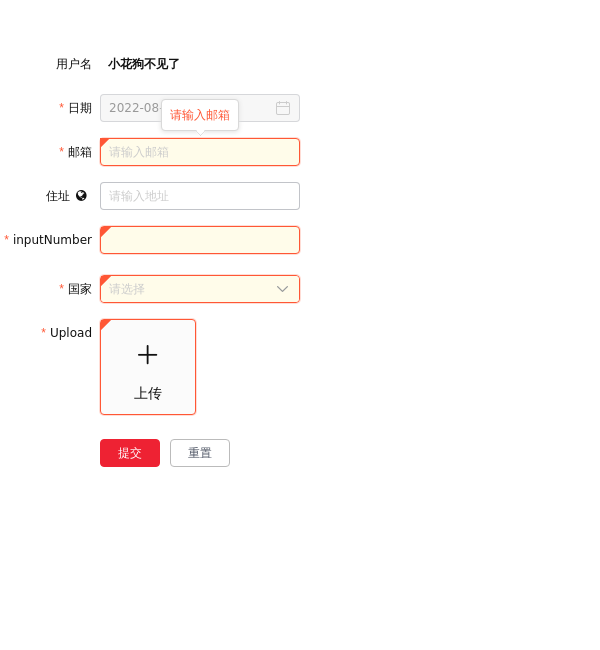 用户名 小花狗不见了
* 日期 2022-08-
请输入邮箱
* 邮箱 请输入邮箱
住址 请输入地址
* inputNumber
* 国家 请选择
* Upload
上传
提交 重置